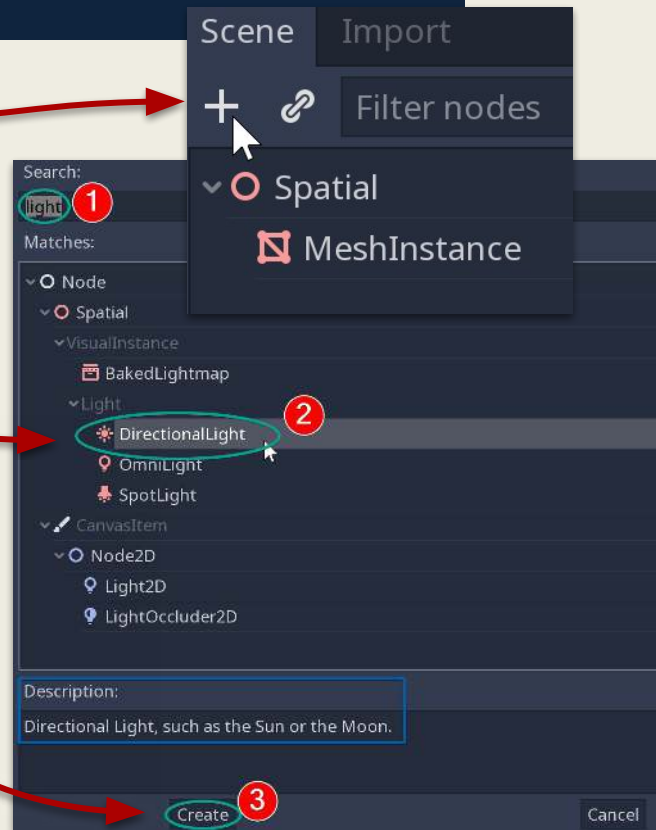 Scene Import
Filter nodes
Spatial
MeshInstance
Search:
light 1
Matches:
Node
Spatial
VisualInstance
BakedLightmap
Light
DirectionalLight 2
OmniLight
SpotLight
CanvasItem
Node2D
Light2D
LightOccluder2D
Description:
Directional Light, such as the Sun or the Moon.
Create 3 Cancel